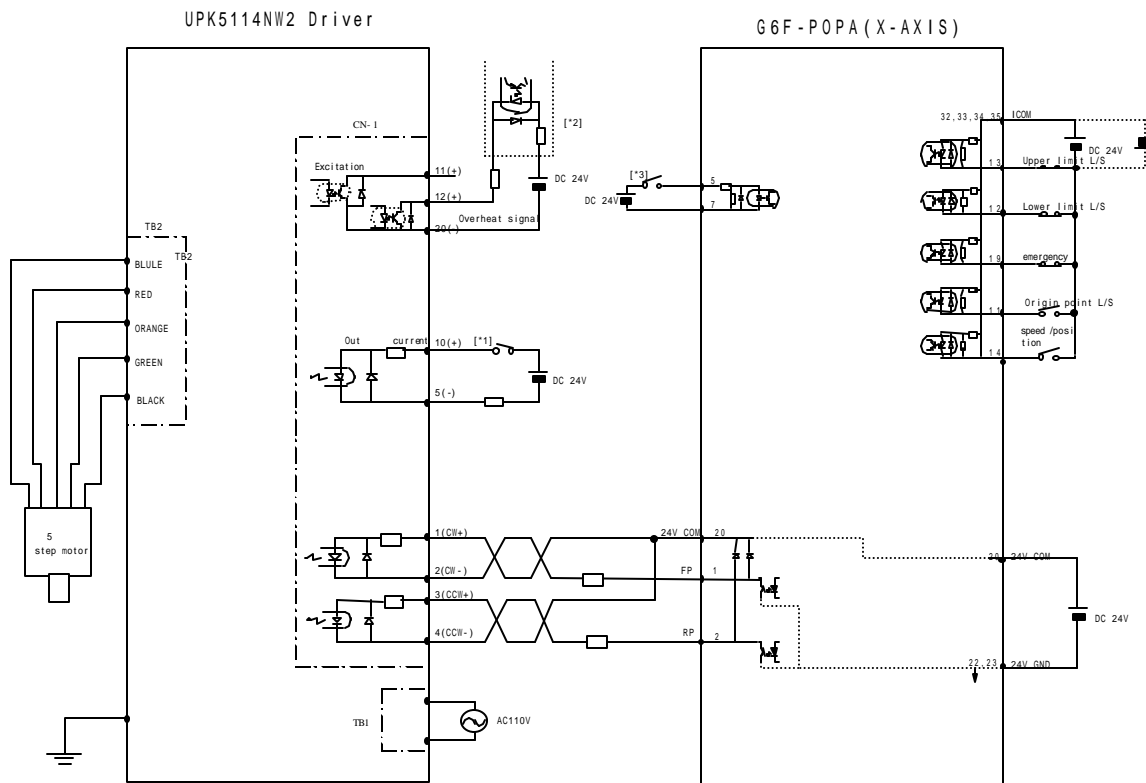 UPK5114NW2 Driver
G6F-POPA(X-AXIS)
CN-1
[*2]
Excitation
11(+)
12(+)
DC 24V
Overheat signal
20(-)
TB2
TB2
BLULE
RED
ORANGE
GREEN
BLACK
Out
current
10(+)
[*1]
DC 24V
5(-)
5
step motor
1(CW+)
2(CW-)
3(CCW+)
4(CCW-)
TB1
AC110V
[*3]
DC 24V
5
7
32,33,34,35
ICOM
DC 24V
13
Upper limit L/S
12
Lower limit L/S
19
emergency
11
Origin point L/S
speed/posi
tion
14
24V COM
20
FP
1
RP
2
20
24V COM
DC 24V
22,23
24V GND